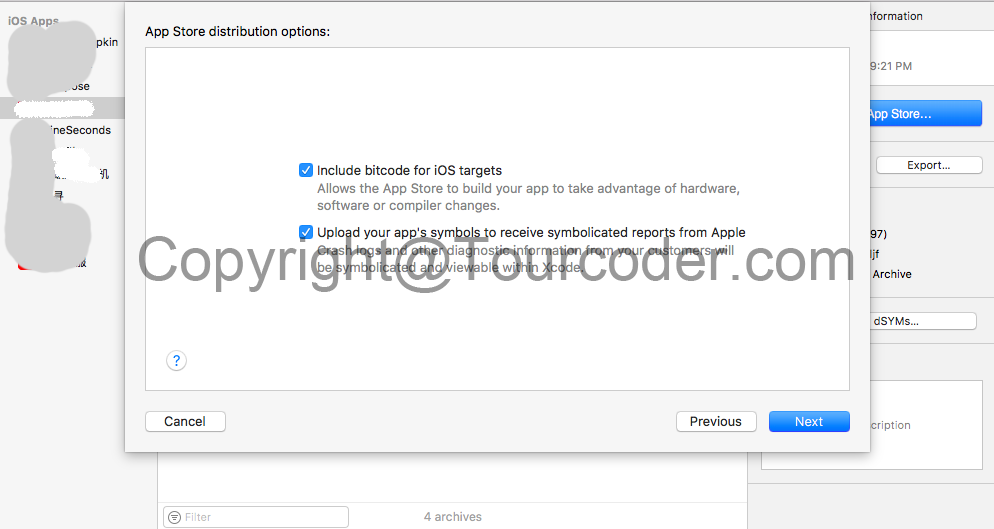 iOS Apps
pkin
ose
ineSeconds
机
寻
App Store distribution options:
Include bitcode for iOS targets
Allows the App Store to build your app to take advantage of hardware,
software or compiler changes.
Upload your app's symbols to receive symbolicated reports from Apple
Crash logs and other diagnostic information from your customers will
be symbolicated and viewable within Xcode.
Copyright@Tourcoder.com
?
Cancel
Previous
Next
nformation
9:21 PM
App Store...
Export...
97)
ljf
Archive
dSYMs...
cription
Filter
4 archives